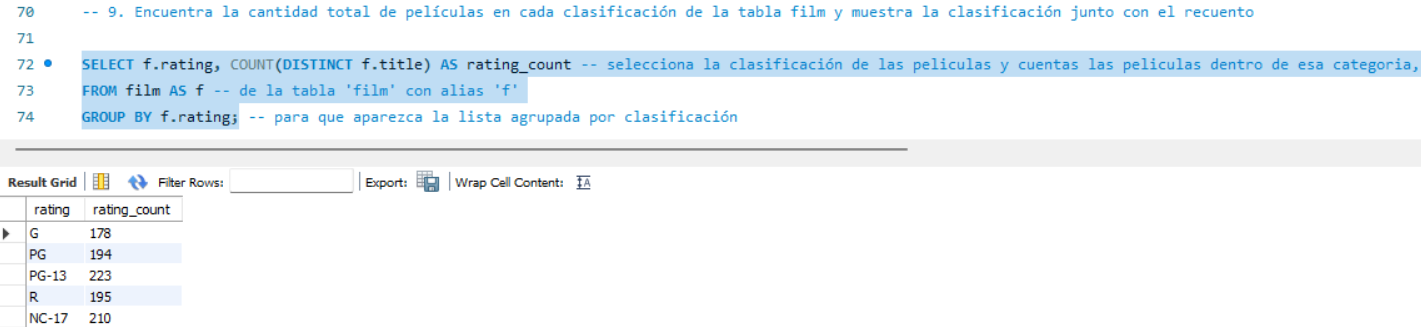 70 -- 9. Encuentra la cantidad total de películas en cada clasificación de la tabla film y muestra la clasificación junto con el recuento
71
72 SELECT f.rating, COUNT(DISTINCT f.title) AS rating_count -- selecciona la clasificación de las peliculas y cuentas las peliculas dentro de esa categoria,
73 FROM film AS f -- de la tabla 'film' con alias 'f'
74 GROUP BY f.rating; -- para que aparezca la lista agrupada por clasificación
Result Grid Filter Rows: Export: Wrap Cell Content: IA
rating rating_count
G 178
PG 194
PG-13 223
R 195
NC-17 210